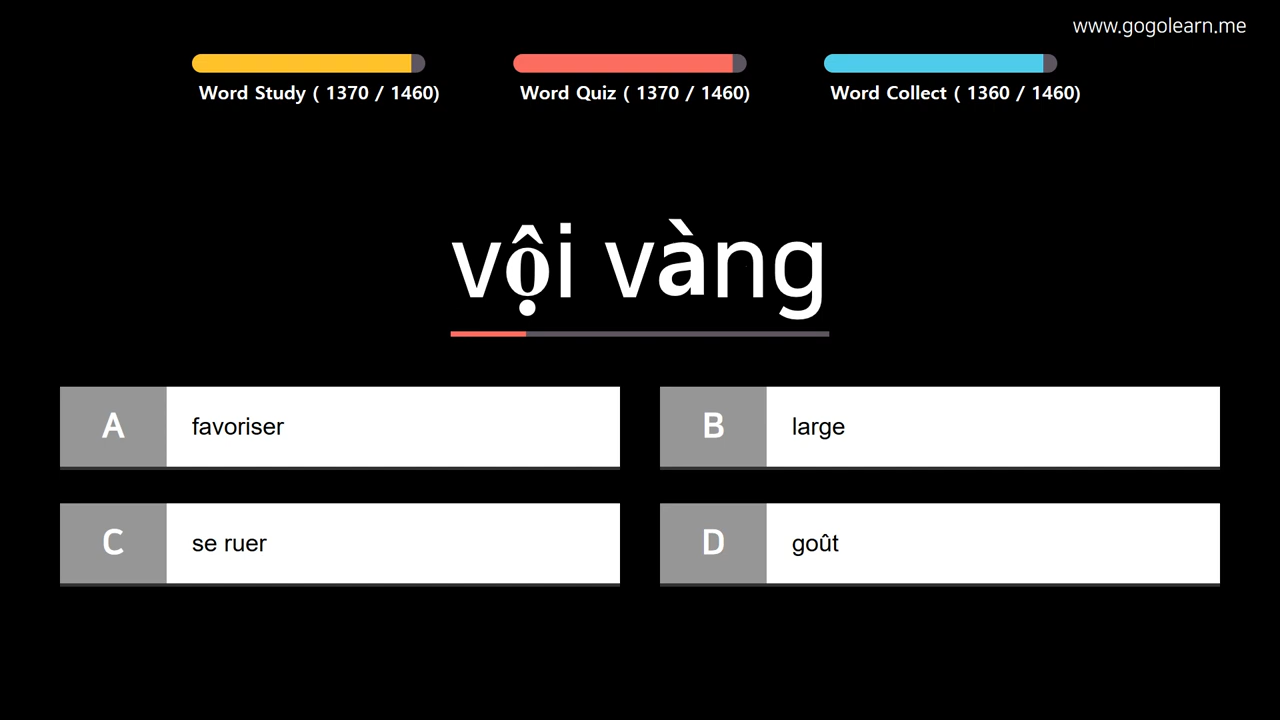 www.gogolearn.me
Word Study ( 1370 / 1460)
Word Quiz ( 1370 / 1460)
Word Collect ( 1360 / 1460)
vội vàng
A favoriser
B large
C se ruer
D goût